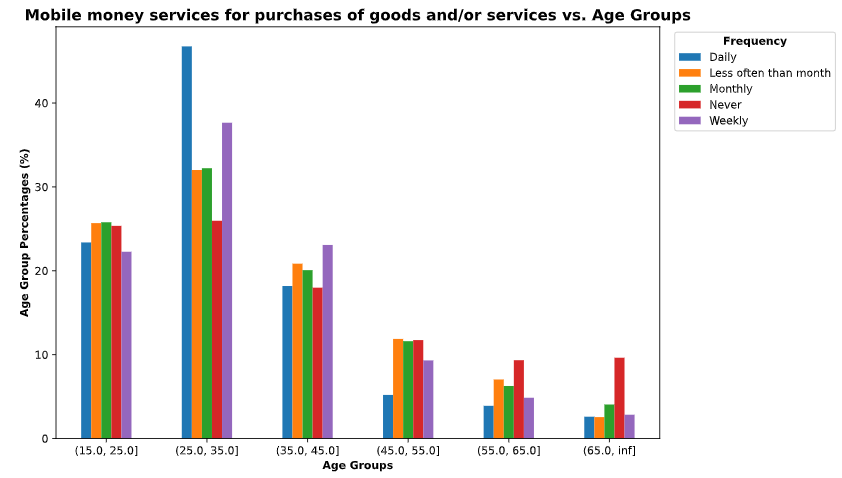 Mobile money services for purchases of goods and/or services vs. Age Groups
Frequency
Daily
Less often than month
Monthly
Never
Weekly
Age Group Percentages (%)
40
30
20
10
0
(15.0, 25.0]
(25.0, 35.0]
(35.0, 45.0]
(45.0, 55.0]
(55.0, 65.0]
(65.0, inf]
Age Groups